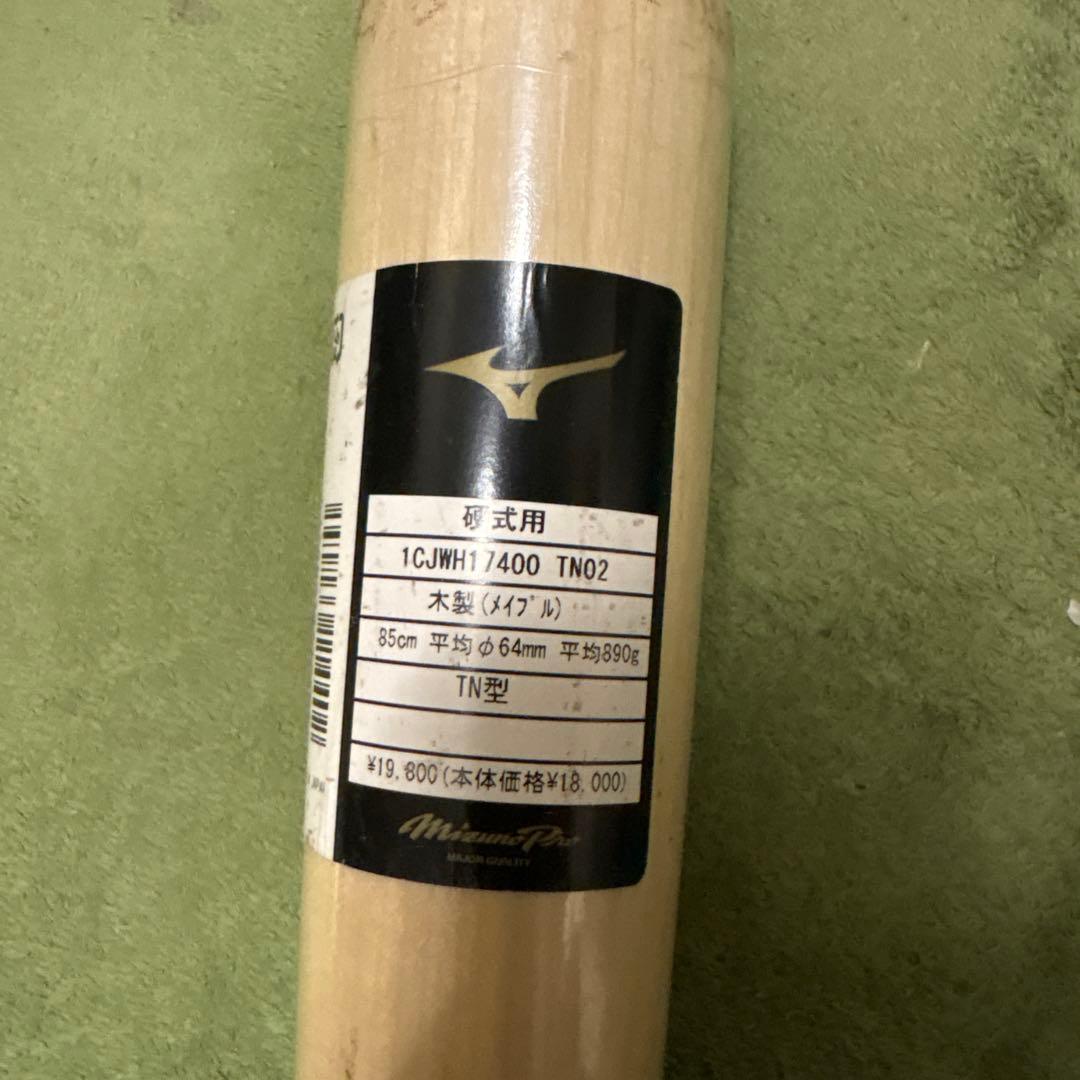 硬式用
1CJWH17400 TN02
木製(メイプル)
85cm 平均φ64mm 平均890g
TN型
¥19,800(本体価格¥18,000)
Mizuno Pro
MAJOR QUALITY